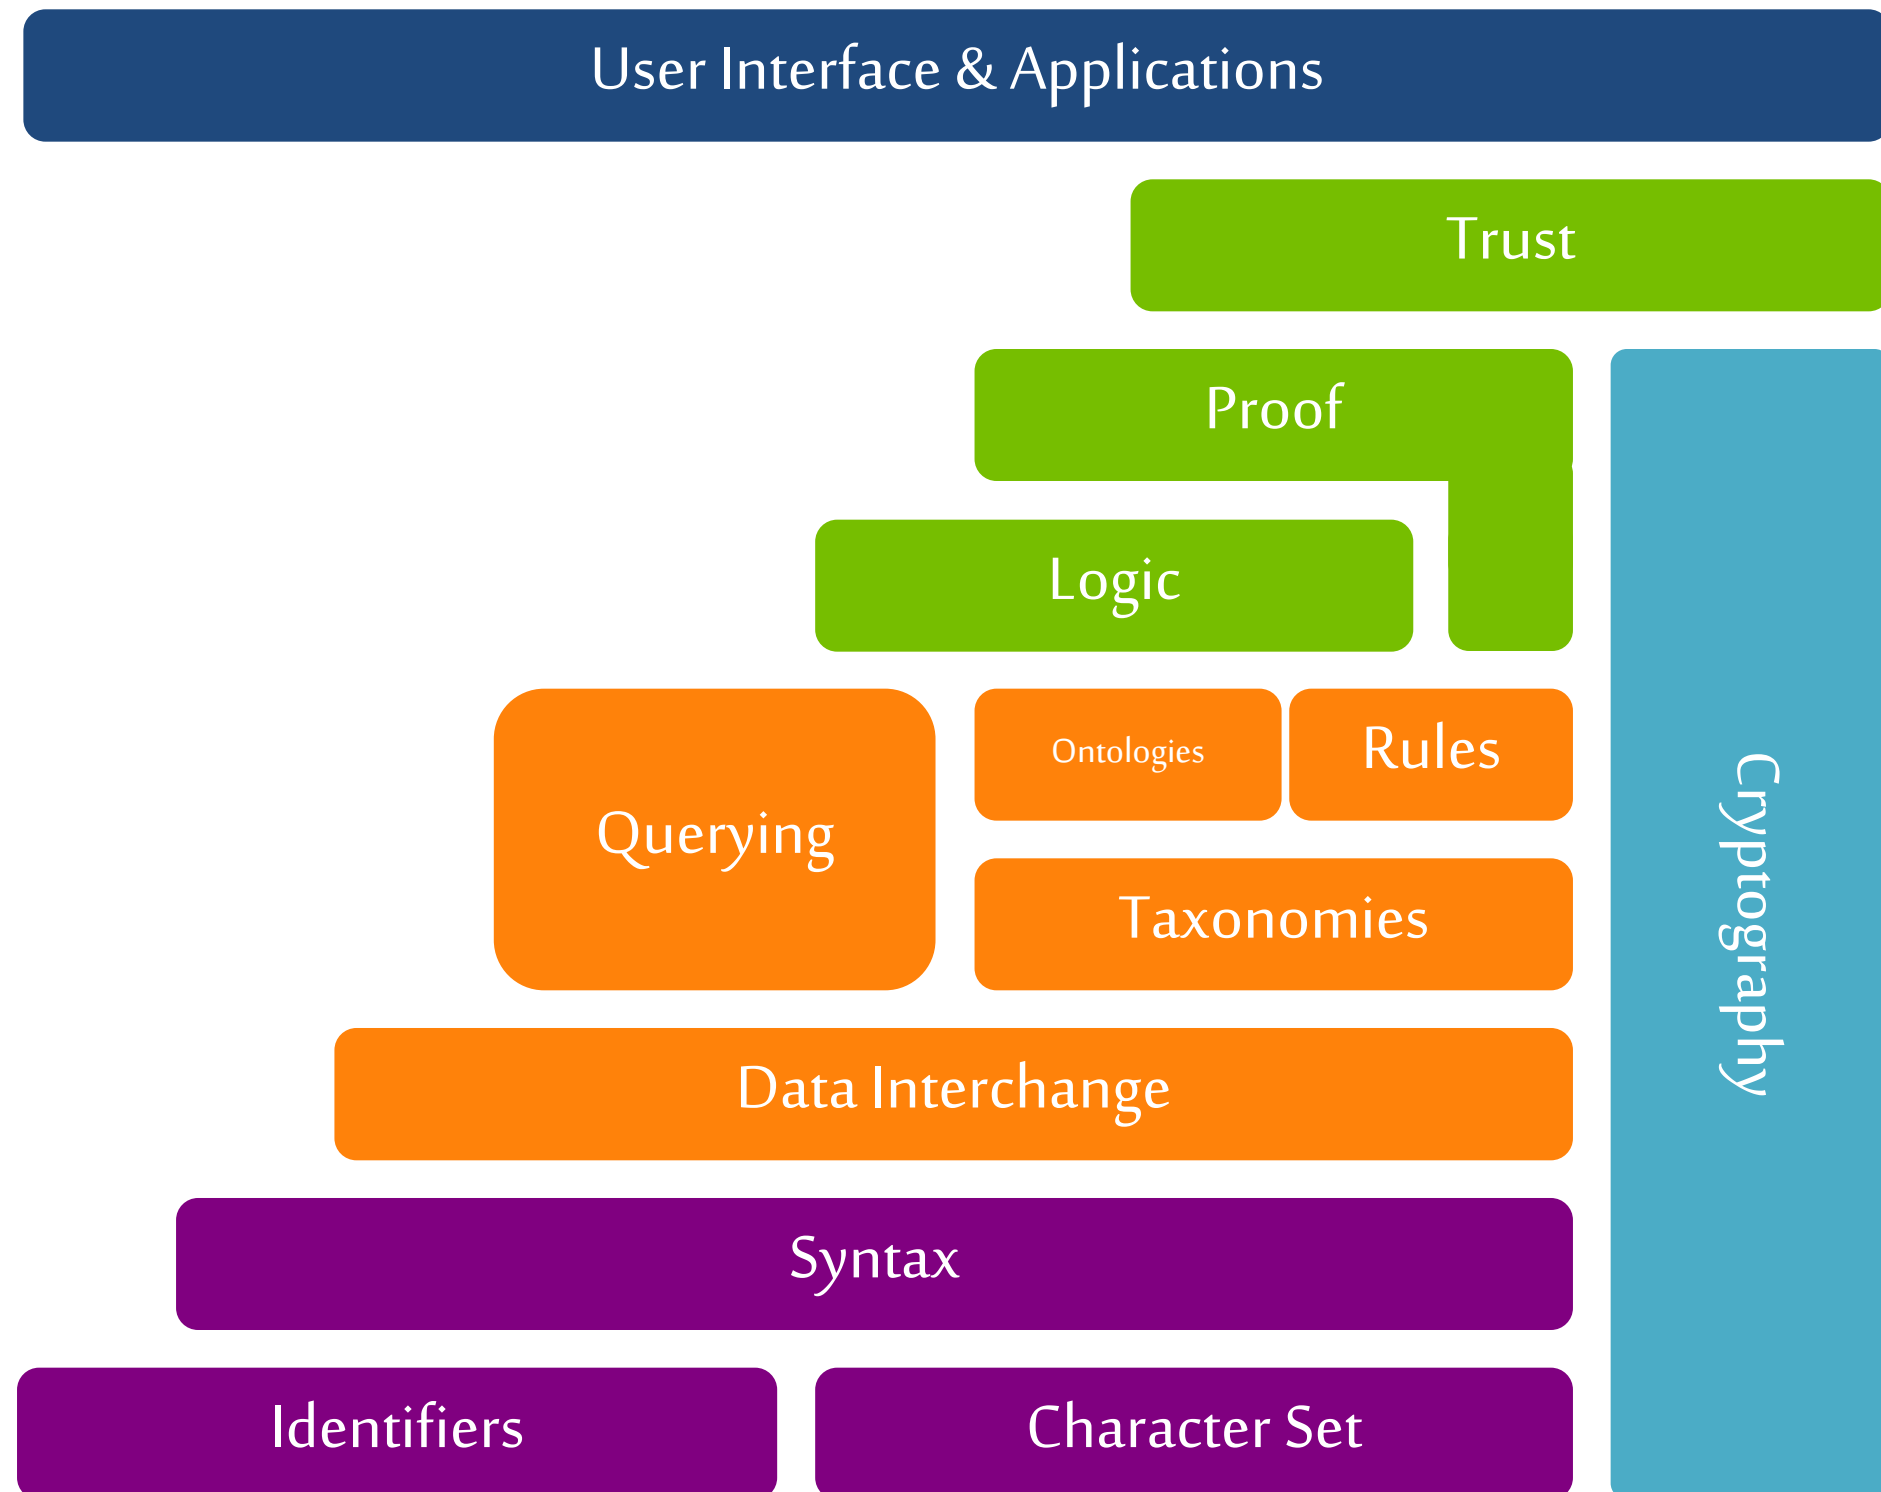 User Interface & Applications
Trust
Proof
Logic
Ontologies
Rules
Querying
Taxonomies
Cryptography
Data Interchange
Syntax
Identifiers
Character Set